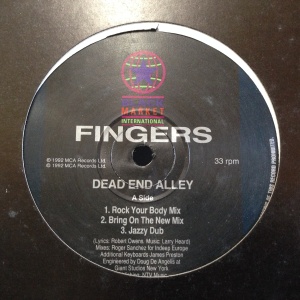 MARKET
INTERNATIONAL
FINGERS
℗ 1992 MCA Records Ltd.
© 1992 MCA Records Ltd.
33 rpm
DEAD END ALLEY
A Side
1. Rock Your Body Mix
2. Bring On The New Mix
3. Jazzy Dub
(Lyrics: Robert Owens, Music: Larry Heard)
Mixes: Roger Sanchez for Indeep Europe
Additional Keyboards James Preston
Engineered by Doug De Angelis at
Giant Studios New York